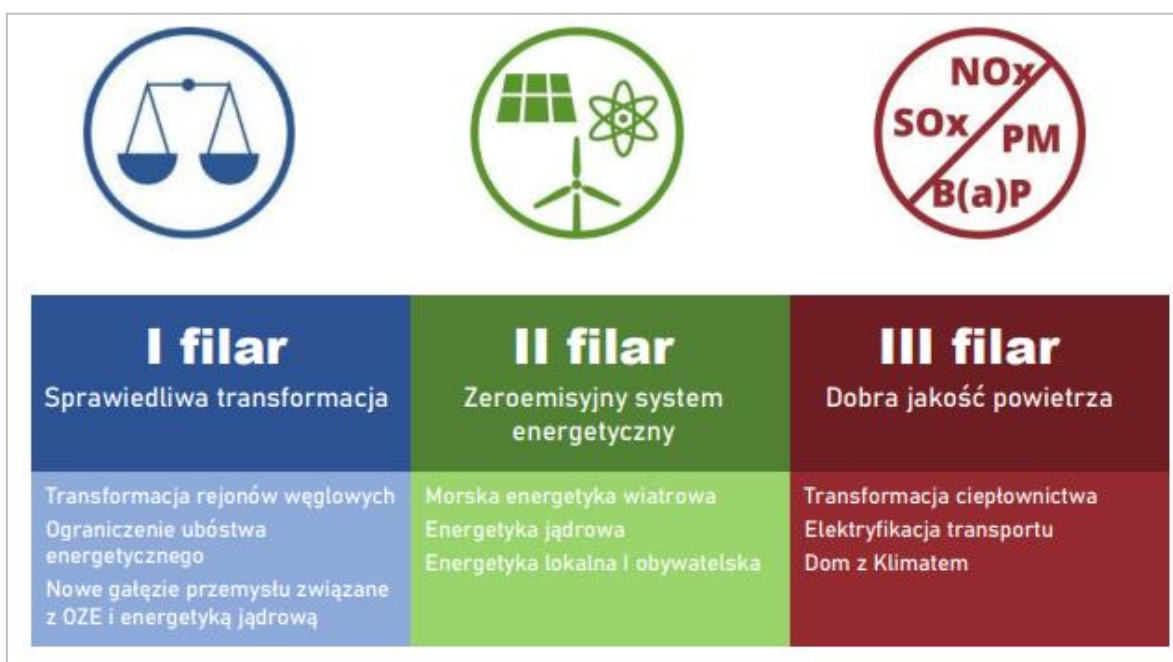 NOx
SOx
PM
B(a)P
I filar
Sprawiedliwa transformacja
Transformacja rejonów węglowych
Ograniczenie ubóstwa
energetycznego
Nowe gałęzie przemysłu związane
z OZE i energetyką jądrową
II filar
Zeroemisyjny system
energetyczny
Morska energetyka wiatrowa
Energetyka jądrowa
Energetyka lokalna I obywatelska
III filar
Dobra jakość powietrza
Transformacja ciepłownictwa
Elektryfikacja transportu
Dom z Klimatem